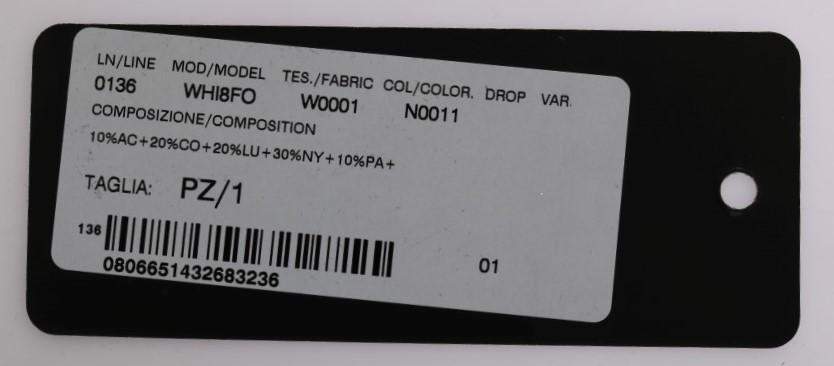 LN/LINE MOD/MODEL TES./FABRIC COL/COLOR. DROP VAR.
0136 WHI8FO W0001 N0011
COMPOSIZIONE/COMPOSITION
10%AC+20%CO+20%LU+30%NY+10%PA+
TAGLIA: PZ/1
136
0806651432683236
01